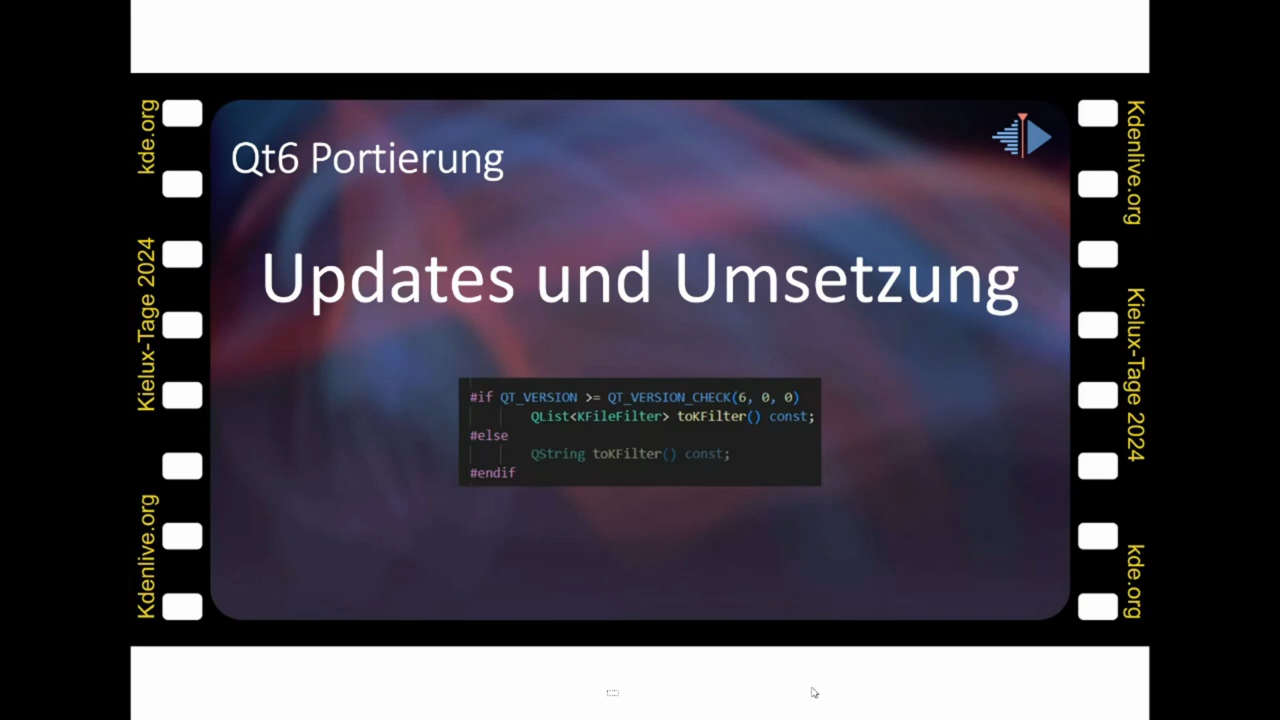 kde.org
Kielux-Tage 2024
Kdenlive.org
Qt6 Portierung
Updates und Umsetzung
#if QT_VERSION >= QT_VERSION_CHECK(6, 0, 0)
QList<KFileFilter> toKFilter() const;
#else
QString toKFilter() const;
#endif
Kdenlive.org
Kielux-Tage 2024
kde.org